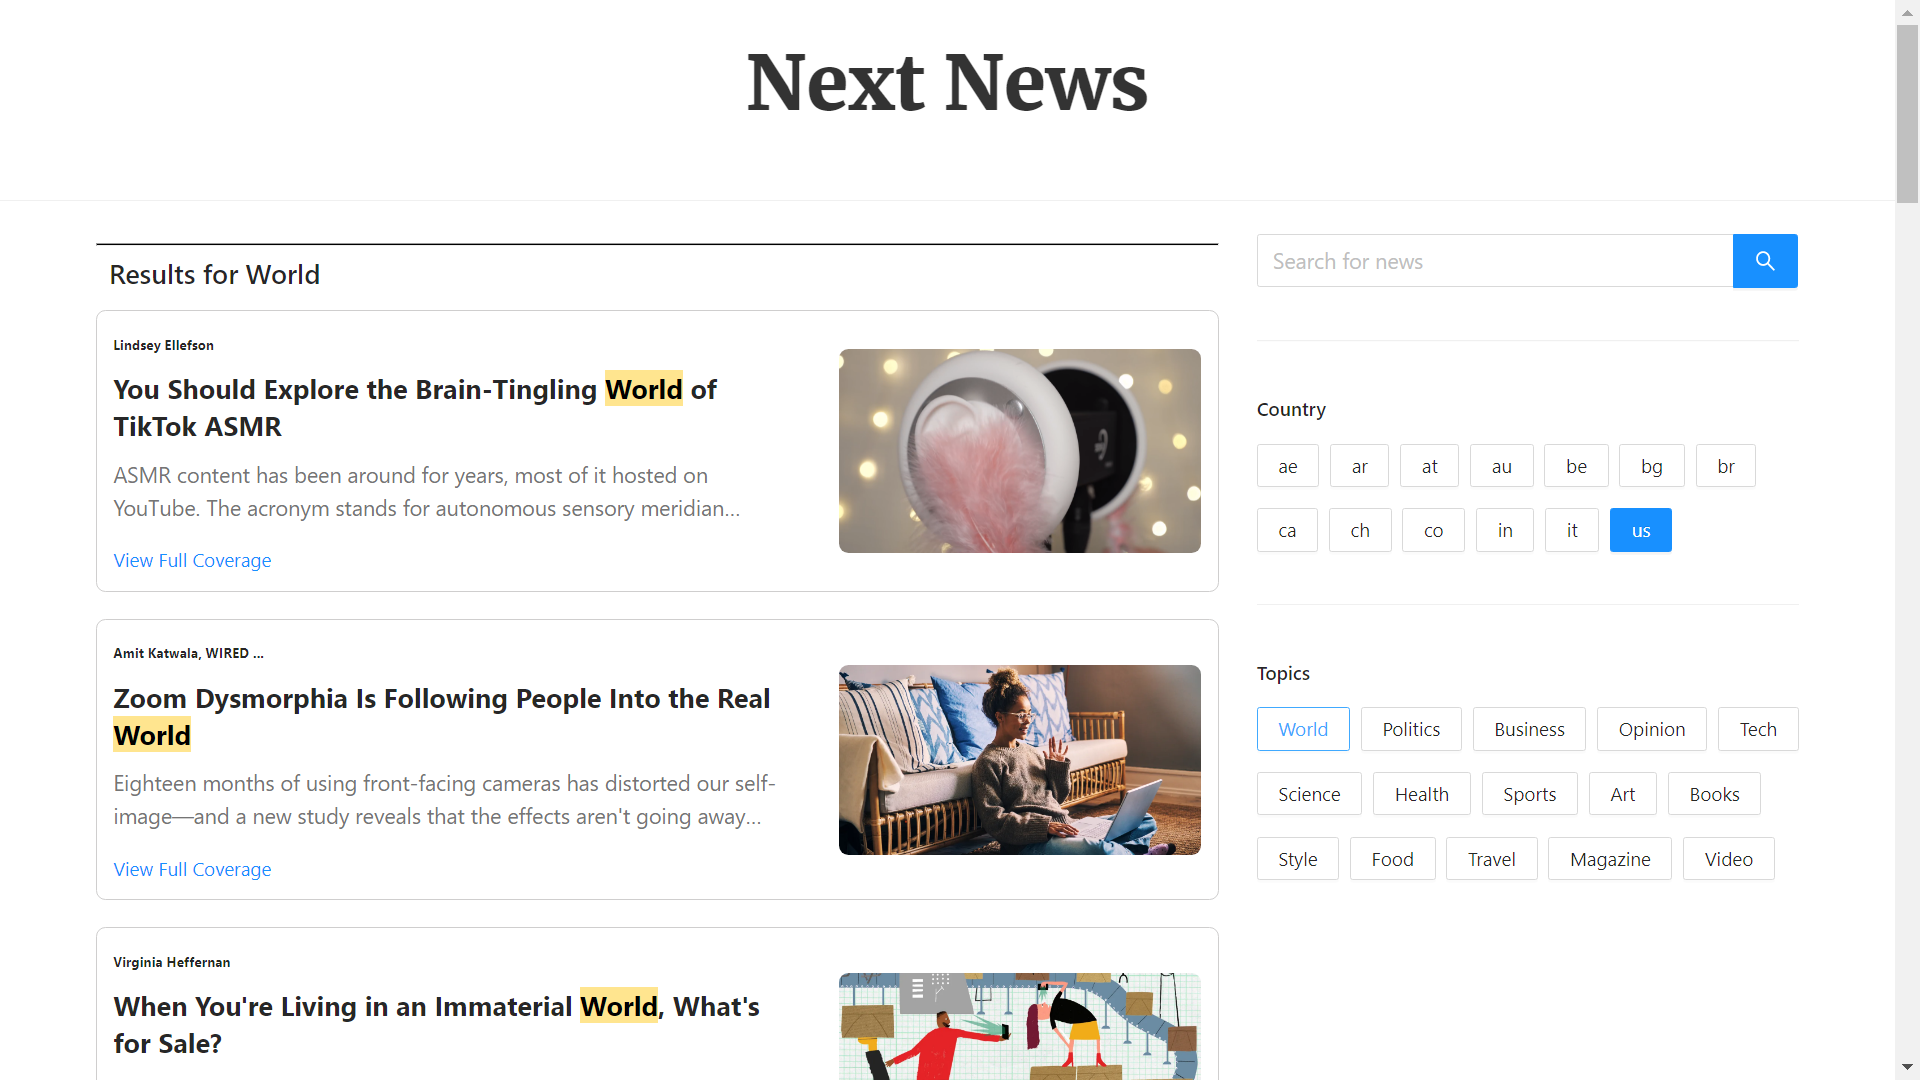 Next News
Results for World
Lindsey Ellefson
You Should Explore the Brain-Tingling World of
TikTok ASMR
ASMR content has been around for years, most of it hosted on
YouTube. The acronym stands for autonomous sensory meridian...
View Full Coverage
Amit Katwala, WIRED ...
Zoom Dysmorphia Is Following People Into the Real
World
Eighteen months of using front-facing cameras has distorted our self-
image—and a new study reveals that the effects aren't going away...
View Full Coverage
Virginia Heffernan
When You're Living in an Immaterial World, What's
for Sale?
Search for news
Country
ae ar at au be bg br
ca ch co in it us
Topics
World Politics Business Opinion Tech
Science Health Sports Art Books
Style Food Travel Magazine Video